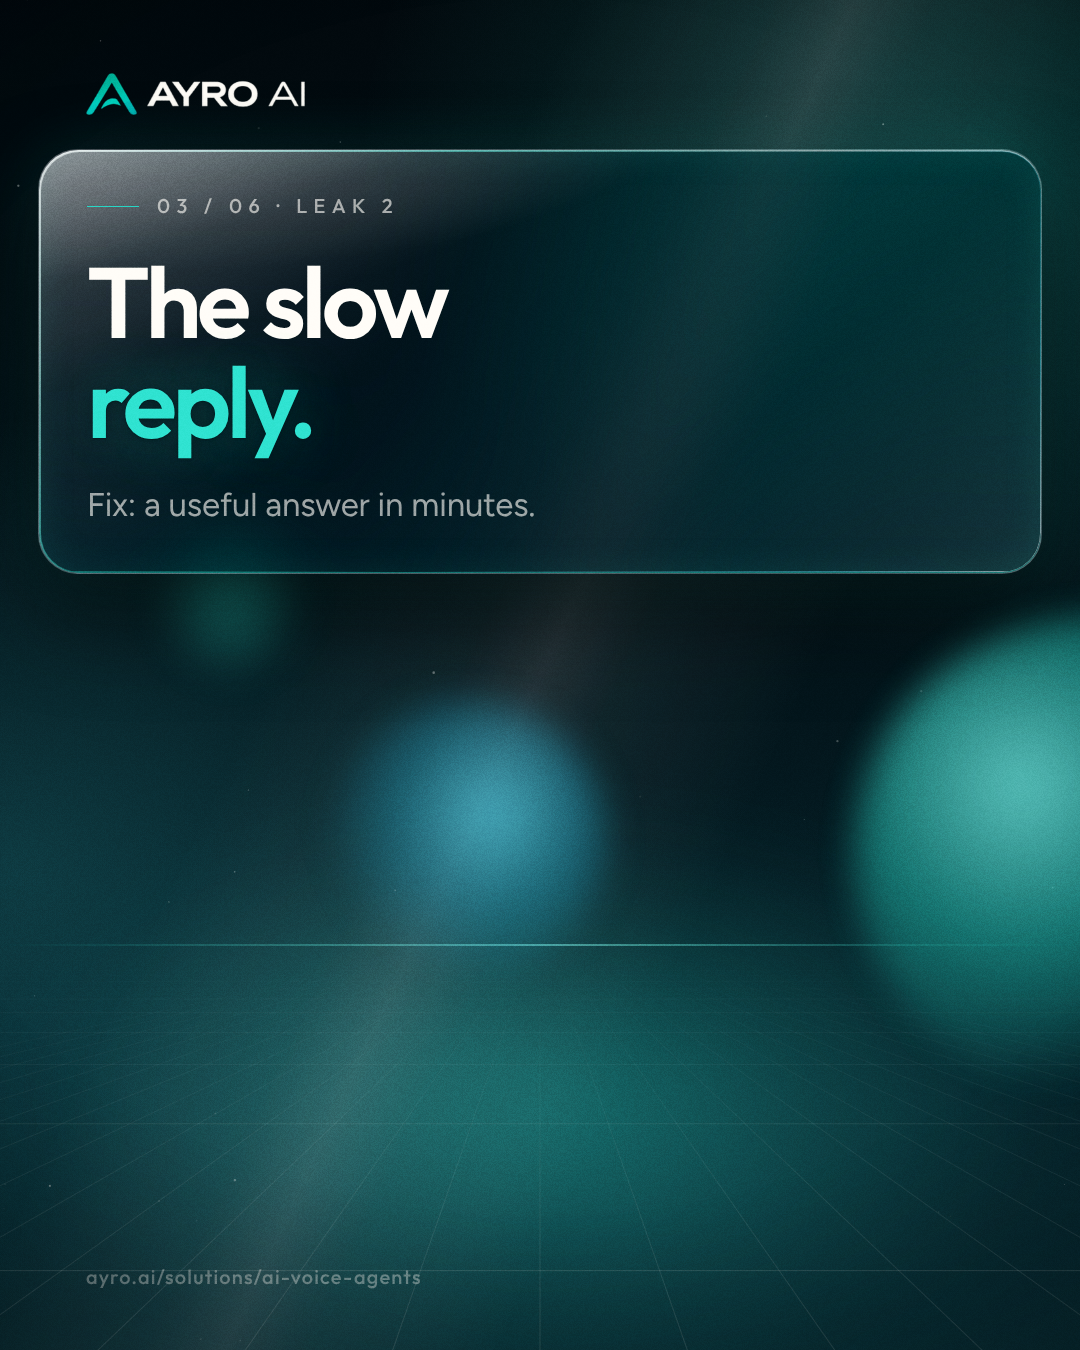 AYRO AI
03 / 06 · LEAK 2
The slow
reply.
Fix: a useful answer in minutes.
ayro.ai/solutions/ai-voice-agents